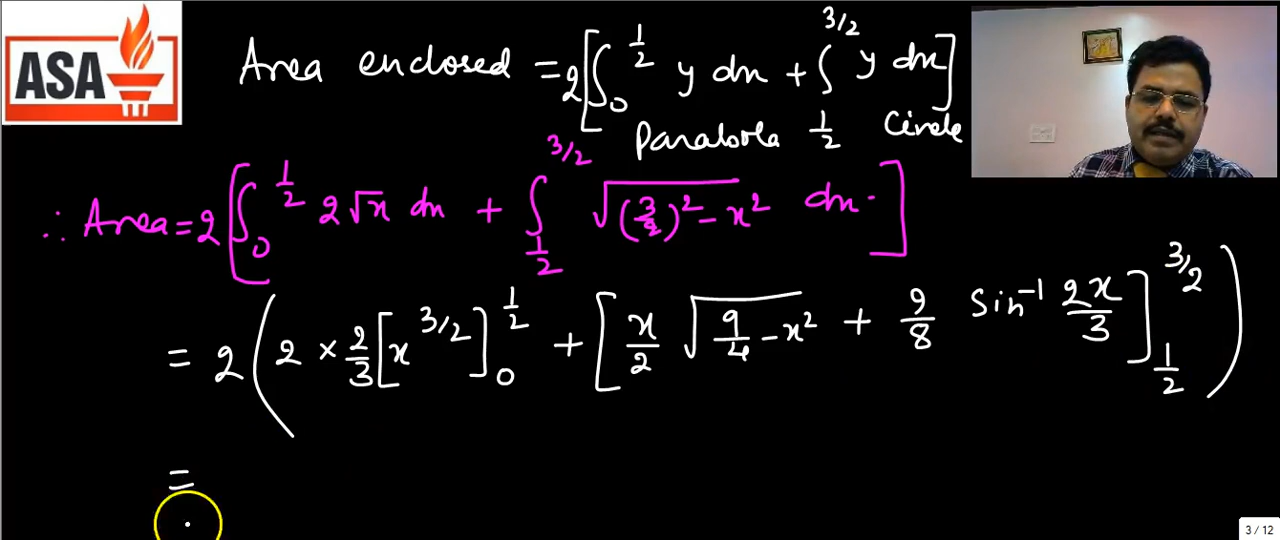 ASA
Area enclosed = 2[∫₀^{1/2} y dx + ∫_{1/2}^{3/2} y dx]
Parabola Circle
∴ Area = 2[∫₀^{1/2} 2√x dx + ∫_{1/2}^{3/2} √((3/2)² - x²) dx.]
= 2(2 × 2/3 [x^{3/2}]₀^{1/2} + [x/2 √(9/4 - x²) + 9/8 Sin⁻¹ 2x/3]_{1/2}^{3/2})
=
3 / 12